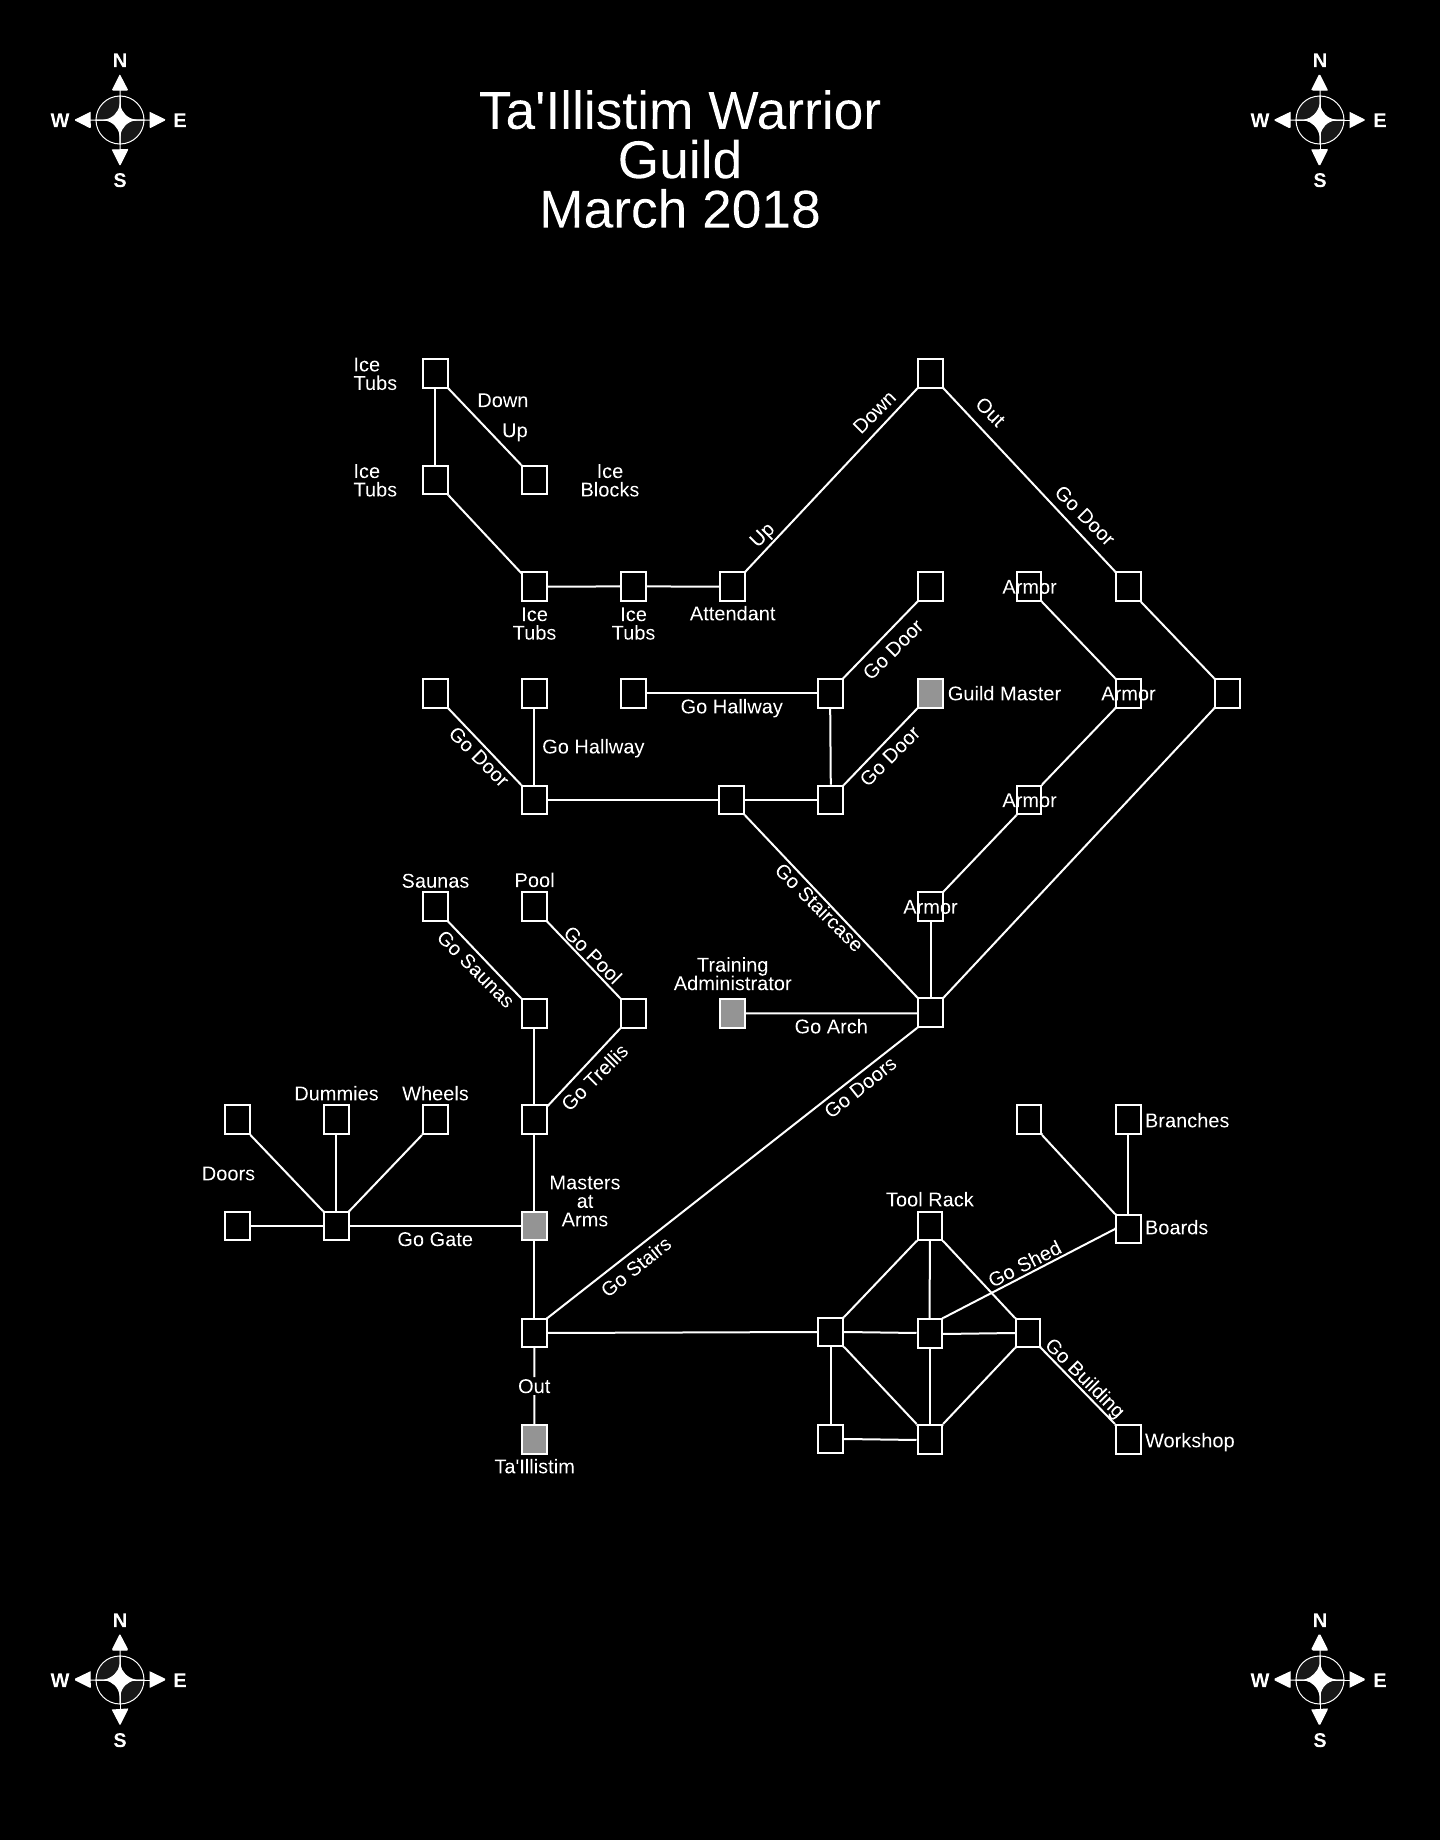 N
W E
S
N
W E
S
Ta'Illistim Warrior
Guild
March 2018
Ice
Tubs
Down
Up
Ice
Tubs
Ice
Blocks
Down
Out
Up
Go Door
Ice
Tubs
Ice
Tubs
Attendant
Armor
Go Door
Go Hallway
Guild Master
Armor
Go Door
Go Hallway
Go Door
Armor
Saunas
Pool
Go Staircase
Armor
Go Saunas
Go Pool
Training
Administrator
Go Arch
Go Trellis
Go Doors
Dummies
Wheels
Branches
Doors
Masters
at
Arms
Tool Rack
Go Gate
Go Stairs
Go Shed
Boards
Go Building
Out
Ta'Illistim
Workshop
N
W E
S
N
W E
S